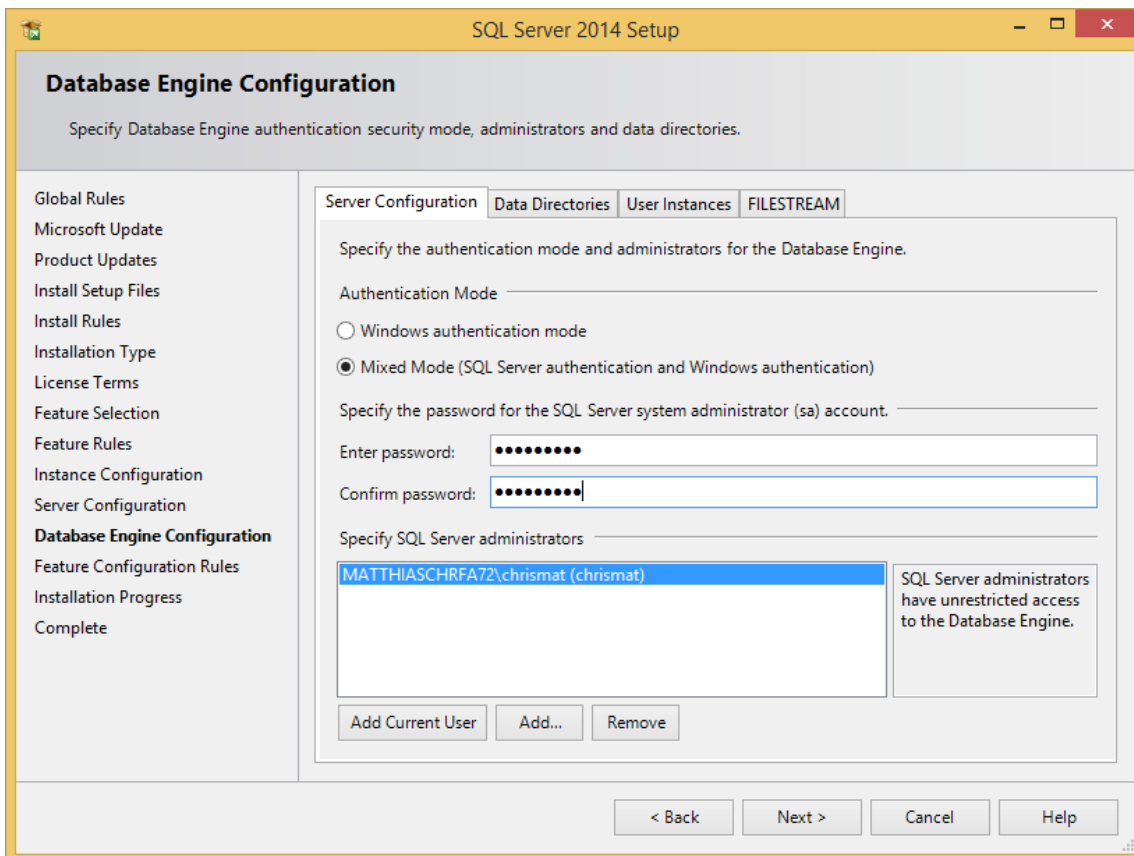 SQL Server 2014 Setup
Database Engine Configuration
Specify Database Engine authentication security mode, administrators and data directories.
Global Rules
Microsoft Update
Product Updates
Install Setup Files
Install Rules
Installation Type
License Terms
Feature Selection
Feature Rules
Instance Configuration
Server Configuration
Database Engine Configuration
Feature Configuration Rules
Installation Progress
Complete
Server Configuration
Data Directories
User Instances
FILESTREAM
Specify the authentication mode and administrators for the Database Engine.
Authentication Mode
Windows authentication mode
Mixed Mode (SQL Server authentication and Windows authentication)
Specify the password for the SQL Server system administrator (sa) account.
Enter password: ●●●●●●●●●
Confirm password: ●●●●●●●●●
Specify SQL Server administrators
MATTHIASCHRFA72\chrismat (chrismat)
SQL Server administrators
have unrestricted access
to the Database Engine.
Add Current User
Add...
Remove
< Back
Next >
Cancel
Help